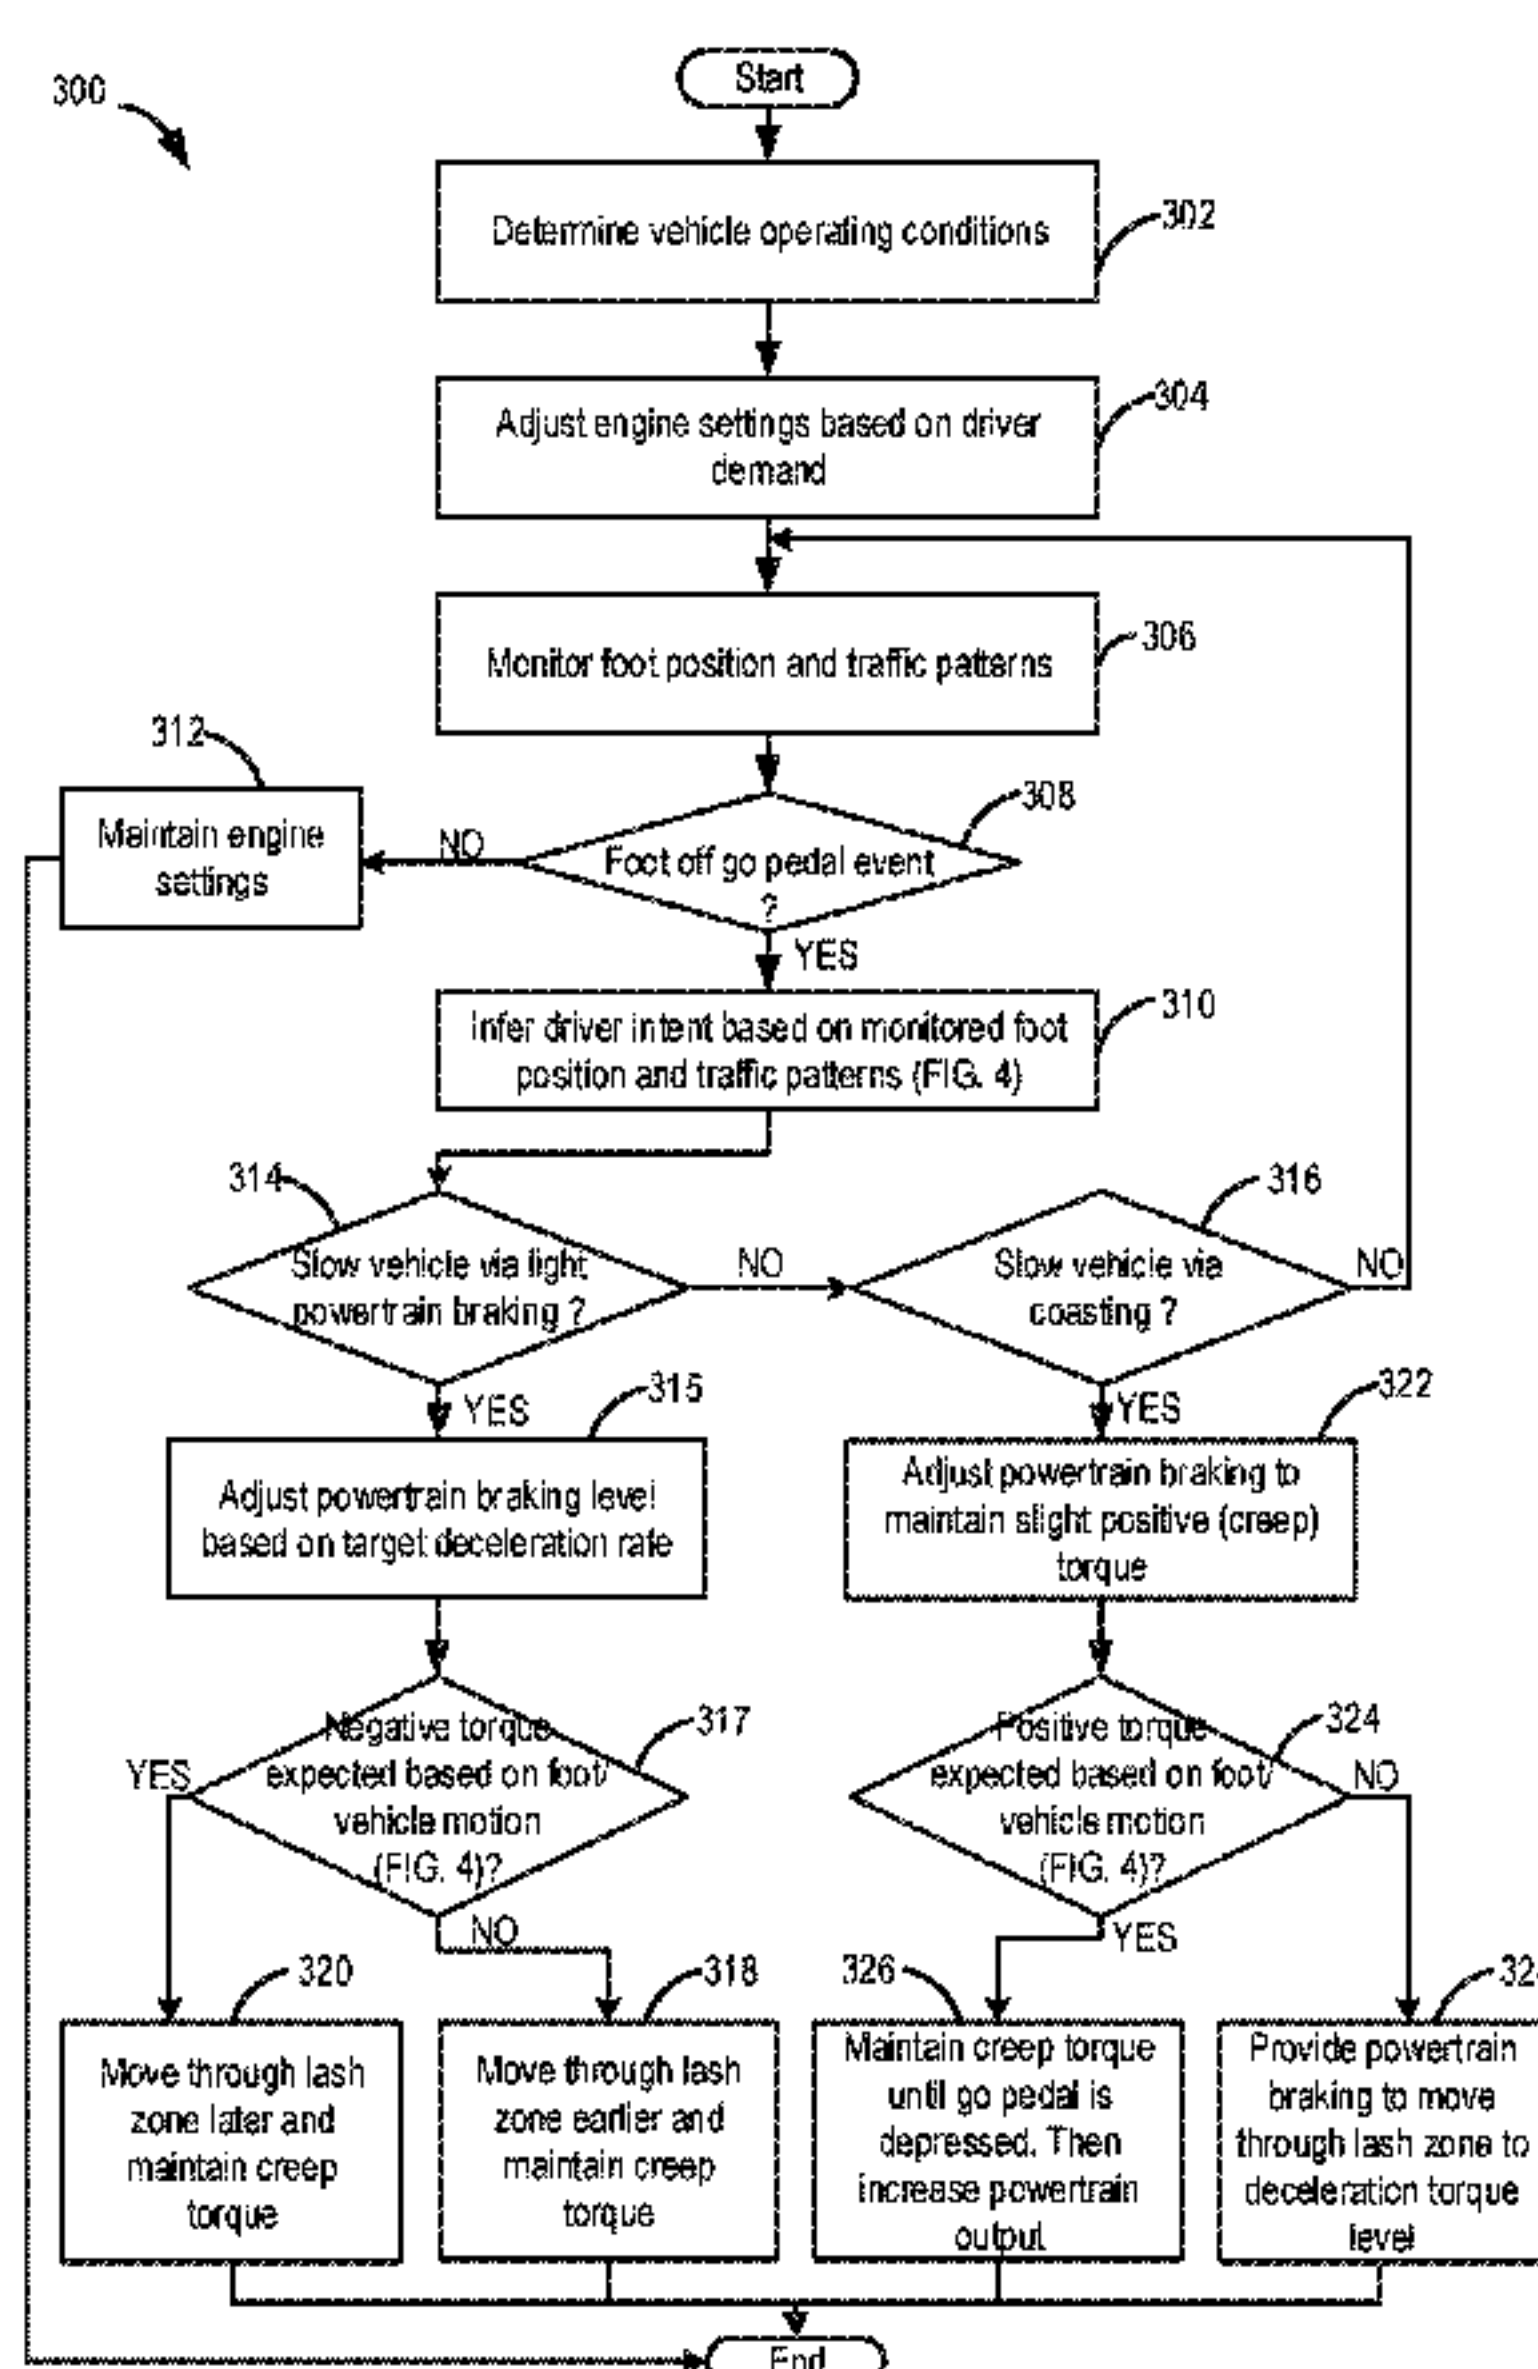 300
Start
Determine vehicle operating conditions
302
Adjust engine settings based on driver
demand
304
Monitor foot position and traffic patterns
306
312
Maintain engine
settings
NO
Foot off go pedal event
?
308
YES
Infer driver intent based on monitored foot
position and traffic patterns (FIG. 4)
310
314
Slow vehicle via light
powertrain braking ?
NO
316
Slow vehicle via
coasting ?
NO
YES
315
Adjust powertrain braking level
based on target deceleration rate
YES
322
Adjust powertrain braking to
maintain slight positive (creep)
torque
Negative torque
expected based on foot/
vehicle motion
(FIG. 4)?
317
YES
NO
Positive torque
expected based on foot/
vehicle motion
(FIG. 4)?
324
NO
YES
320
Move through lash
zone later and
maintain creep
torque
318
Move through lash
zone earlier and
maintain creep
torque
326
Maintain creep torque
until go pedal is
depressed. Then
increase powertrain
output
Provide powertrain
braking to move
through lash zone to
deceleration torque
level
End